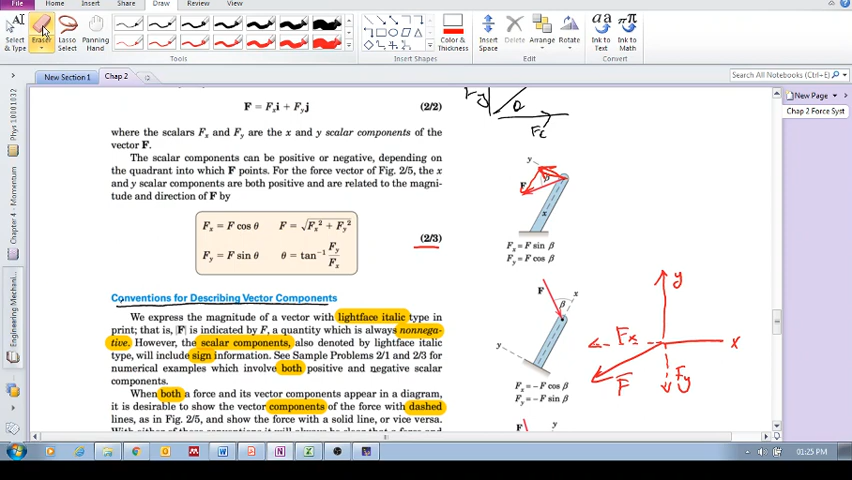 File Home Insert Share Draw View
Select & Type
Eraser
Lasso Select
Panning Hand
Color & Thickness
Insert Space
Delete
Arrange
Rotate
Ink to Text
Ink to Math
Tools
Insert Shapes
Edit
Convert
New Section 1
Chap 2
Search All Notebooks (Ctrl+E)
New Page
Chap 2 Force Syst
Phys 10101032
Chapter 4 - Momentum
Engineering Mechani
F = Fxi + Fyj (2/2)
where the scalars Fx and Fy are the x and y scalar components of the
vector F.
The scalar components can be positive or negative, depending on
the quadrant into which F points. For the force vector of Fig. 2/5, the x
and y scalar components are both positive and are related to the magni-
tude and direction of F by
Fx = F cos θ F = √Fx² + Fy²
(2/3)
Fy = F sin θ θ = tan⁻¹ Fy/Fx
Conventions for Describing Vector Components
We express the magnitude of a vector with lightface italic type in
print; that is, |F| is indicated by F, a quantity which is always nonnega-
tive. However, the scalar components, also denoted by lightface italic
type, will include sign information. See Sample Problems 2/1 and 2/3 for
numerical examples which involve both positive and negative scalar
components.
When both a force and its vector components appear in a diagram,
it is desirable to show the vector components of the force with dashed
lines, as in Fig. 2/5, and show the force with a solid line, or vice versa.
Fy
θ
y
F
β
x
Fx = F sin β
Fy = F cos β
F
β
x
y
Fx = −F cos β
Fy = −F sin β
F
y
y
Fx
x
F
Fy
01:25 PM